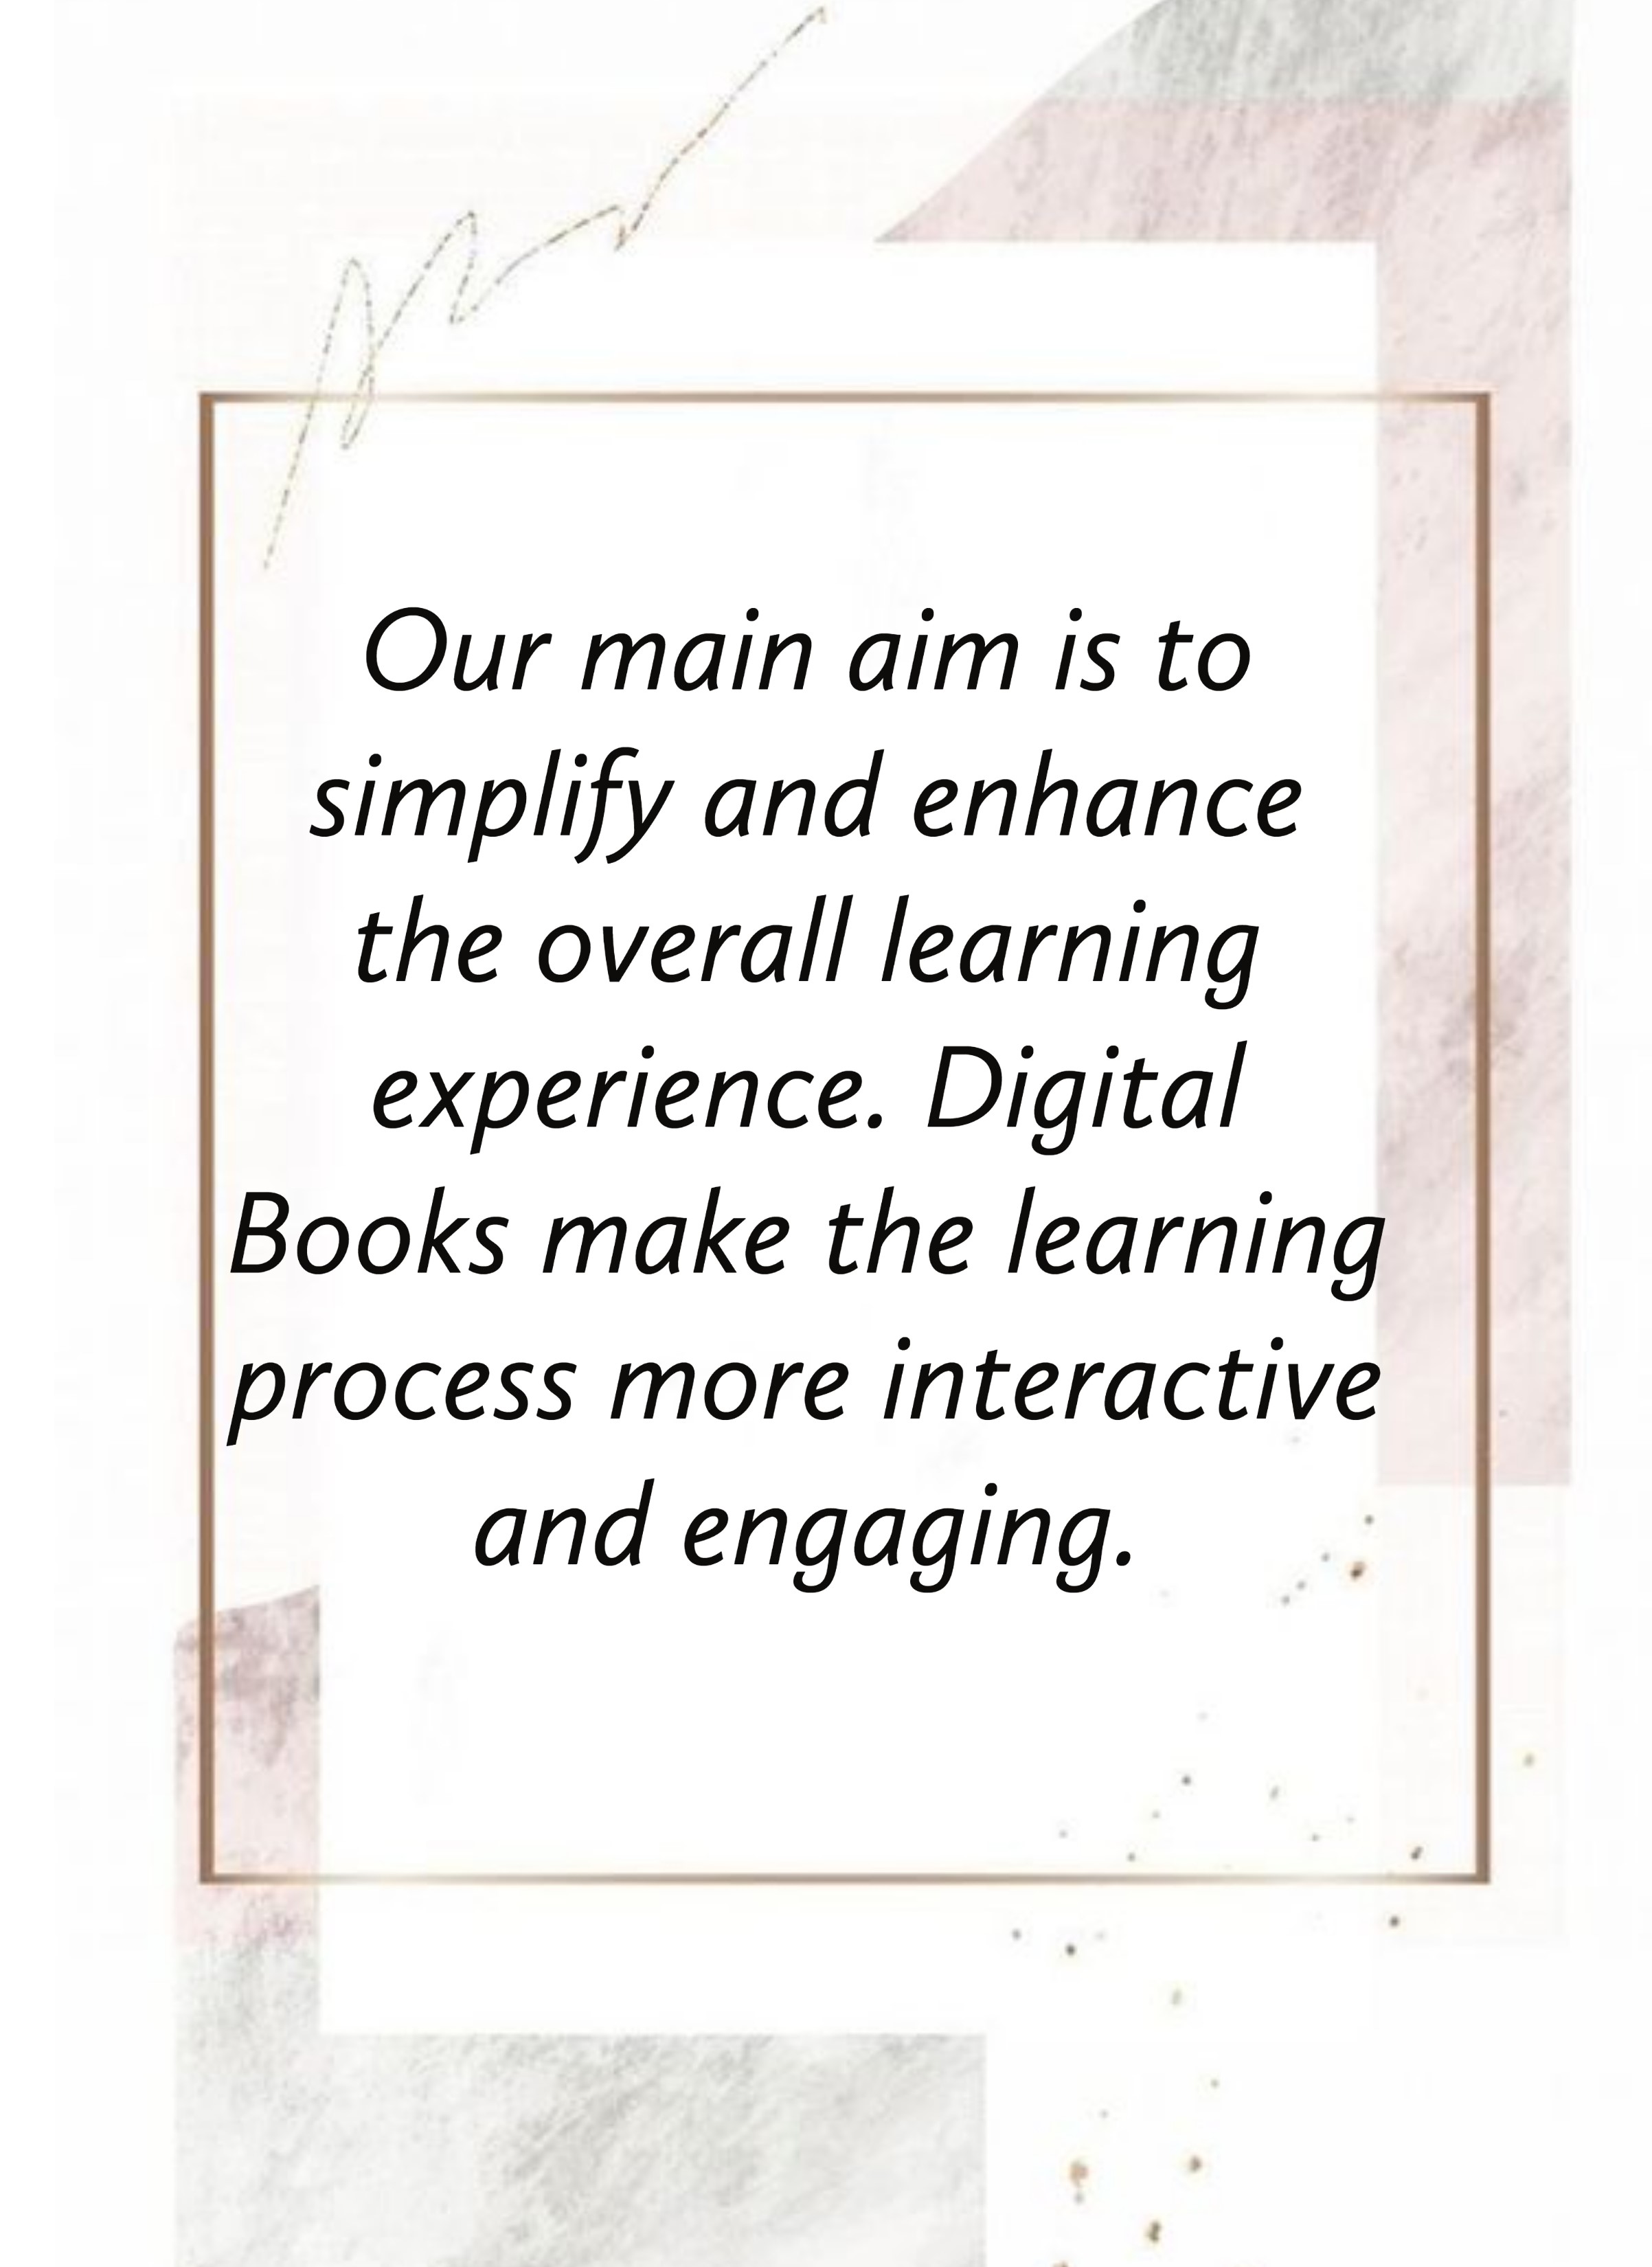 Our main aim is to
simplify and enhance
the overall learning
experience. Digital
Books make the learning
process more interactive
and engaging.